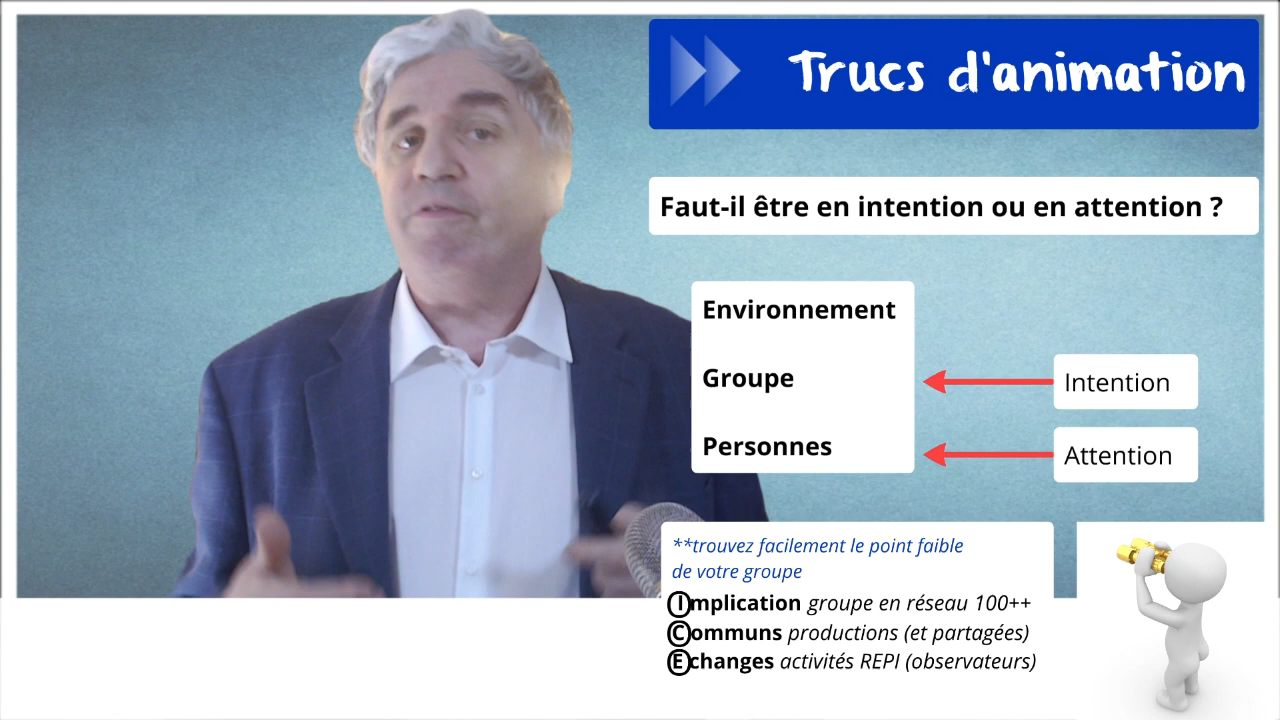 Trucs d'animation
Faut-il être en intention ou en attention ?
Environnement
Groupe
Intention
Personnes
Attention
**trouvez facilement le point faible
de votre groupe
Implication groupe en réseau 100++
Communs productions (et partagées)
Echanges activités REPI (observateurs)